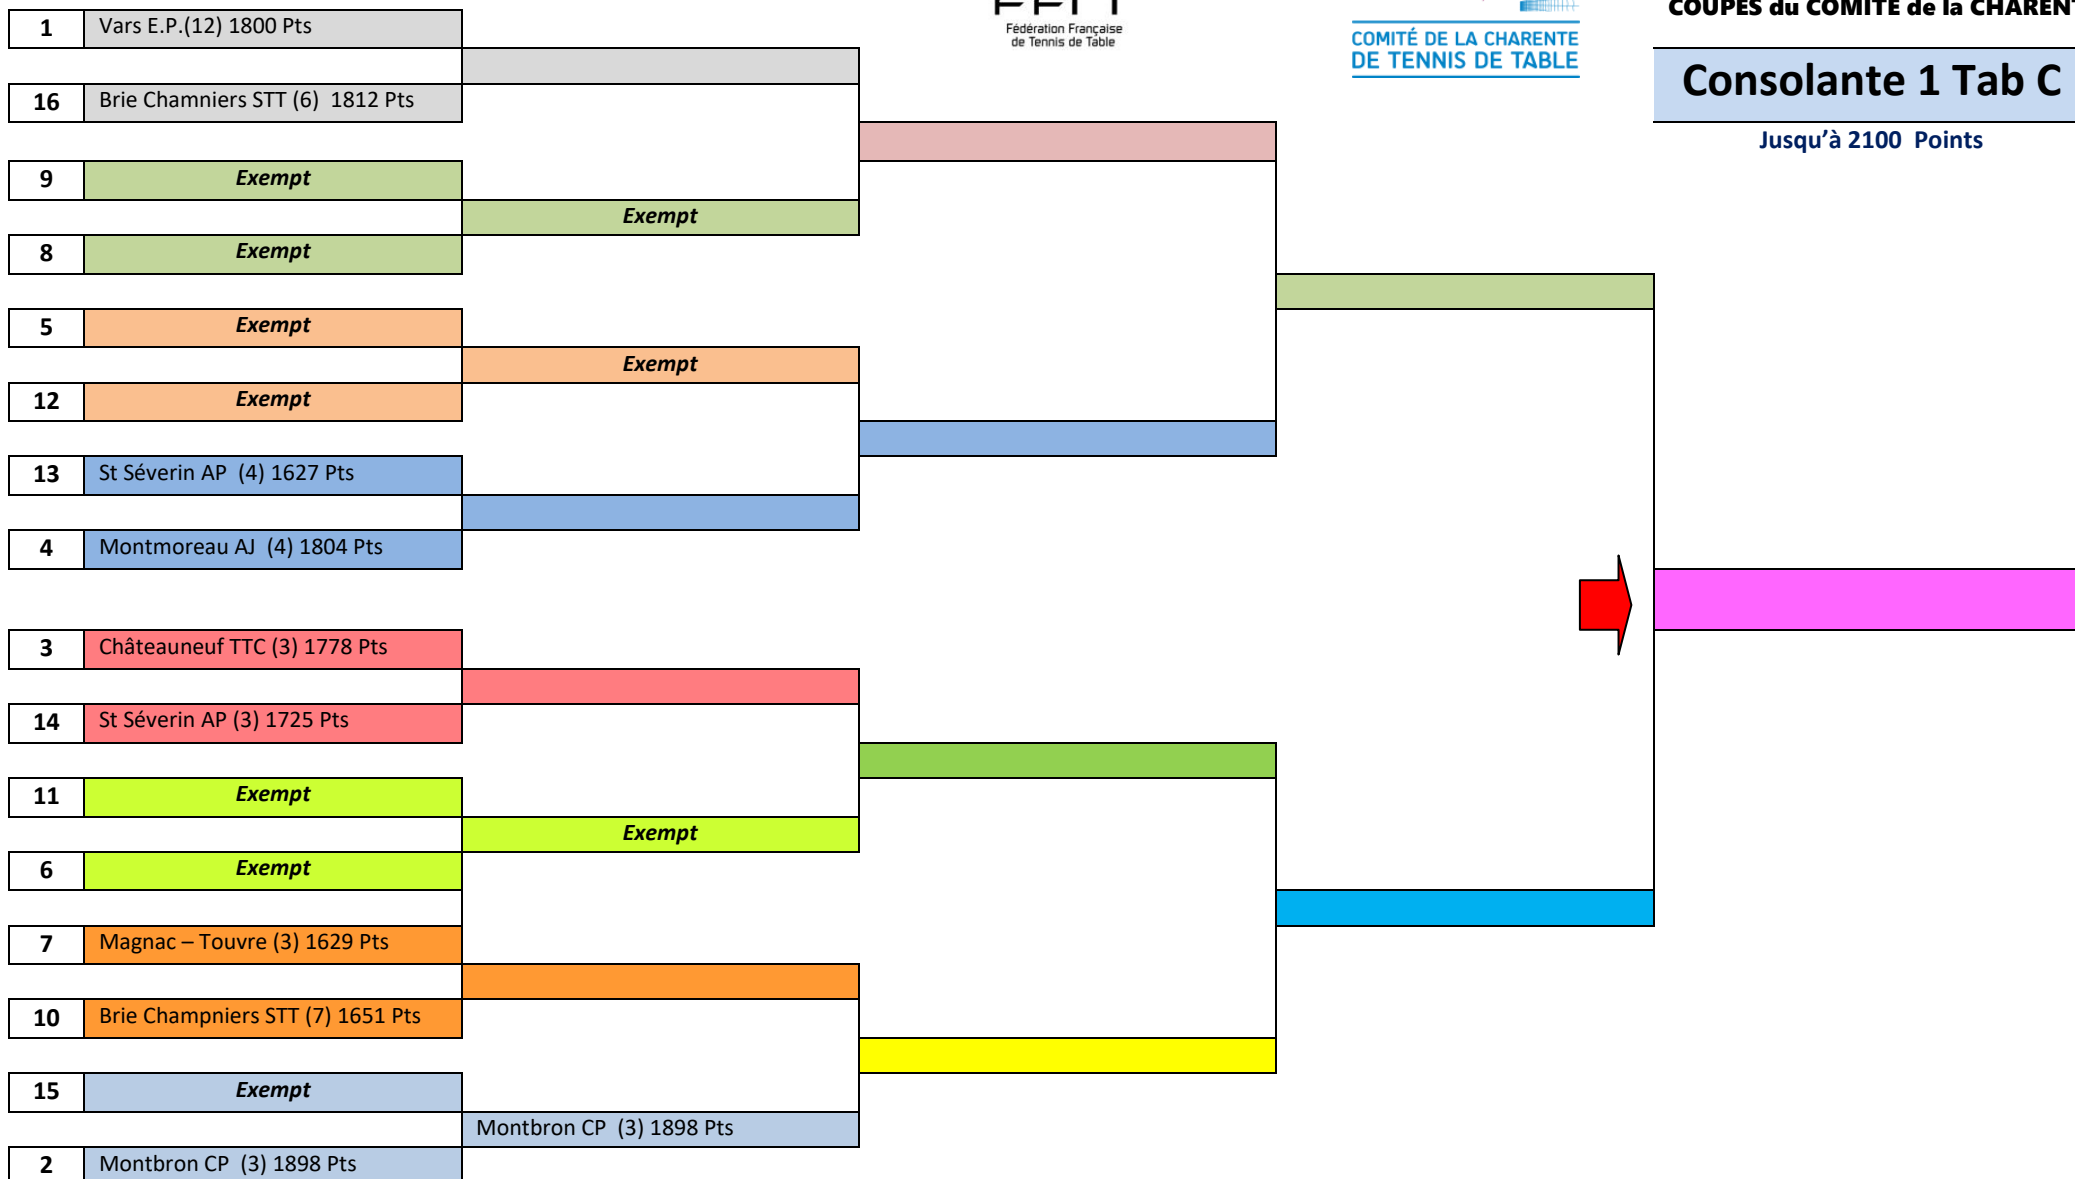 COUPES du COMITE de la CHARENT
Fédération Française
de Tennis de Table
COMITÉ DE LA CHARENTE
DE TENNIS DE TABLE
Consolante 1 Tab C
Jusqu'à 2100 Points
1 Vars E.P.(12) 1800 Pts
16 Brie Chamniers STT (6) 1812 Pts
9 Exempt
Exempt
8 Exempt
5 Exempt
Exempt
12 Exempt
13 St Séverin AP (4) 1627 Pts
4 Montmoreau AJ (4) 1804 Pts
3 Châteauneuf TTC (3) 1778 Pts
14 St Séverin AP (3) 1725 Pts
11 Exempt
Exempt
6 Exempt
7 Magnac – Touvre (3) 1629 Pts
10 Brie Champniers STT (7) 1651 Pts
15 Exempt
Montbron CP (3) 1898 Pts
2 Montbron CP (3) 1898 Pts